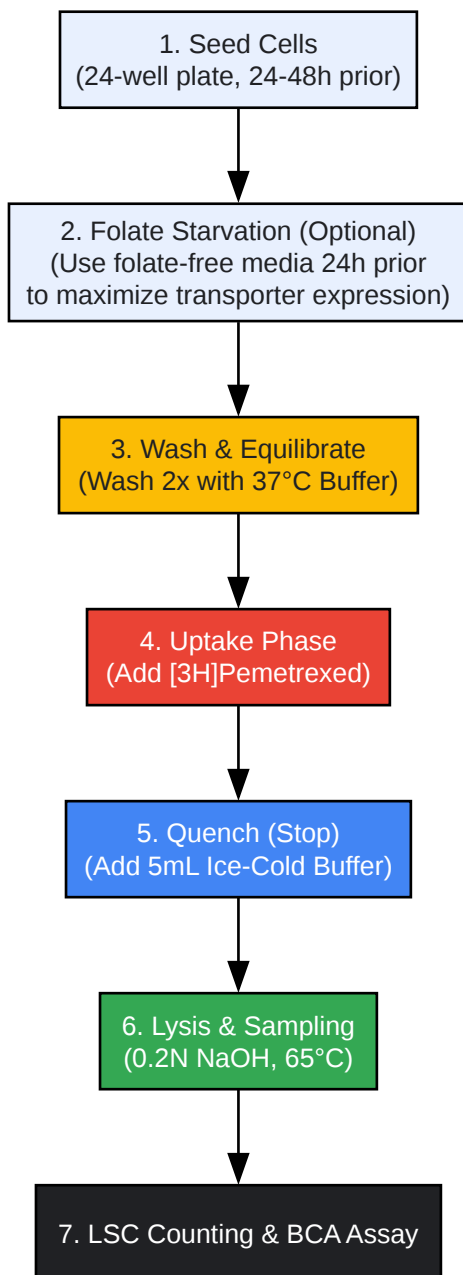 1. Seed Cells
(24-well plate, 24-48h prior)
2. Folate Starvation (Optional)
(Use folate-free media 24h prior
to maximize transporter expression)
3. Wash & Equilibrate
(Wash 2x with 37°C Buffer)
4. Uptake Phase
(Add [3H]Pemetrexed)
5. Quench (Stop)
(Add 5mL Ice-Cold Buffer)
6. Lysis & Sampling
(0.2N NaOH, 65°C)
7. LSC Counting & BCA Assay